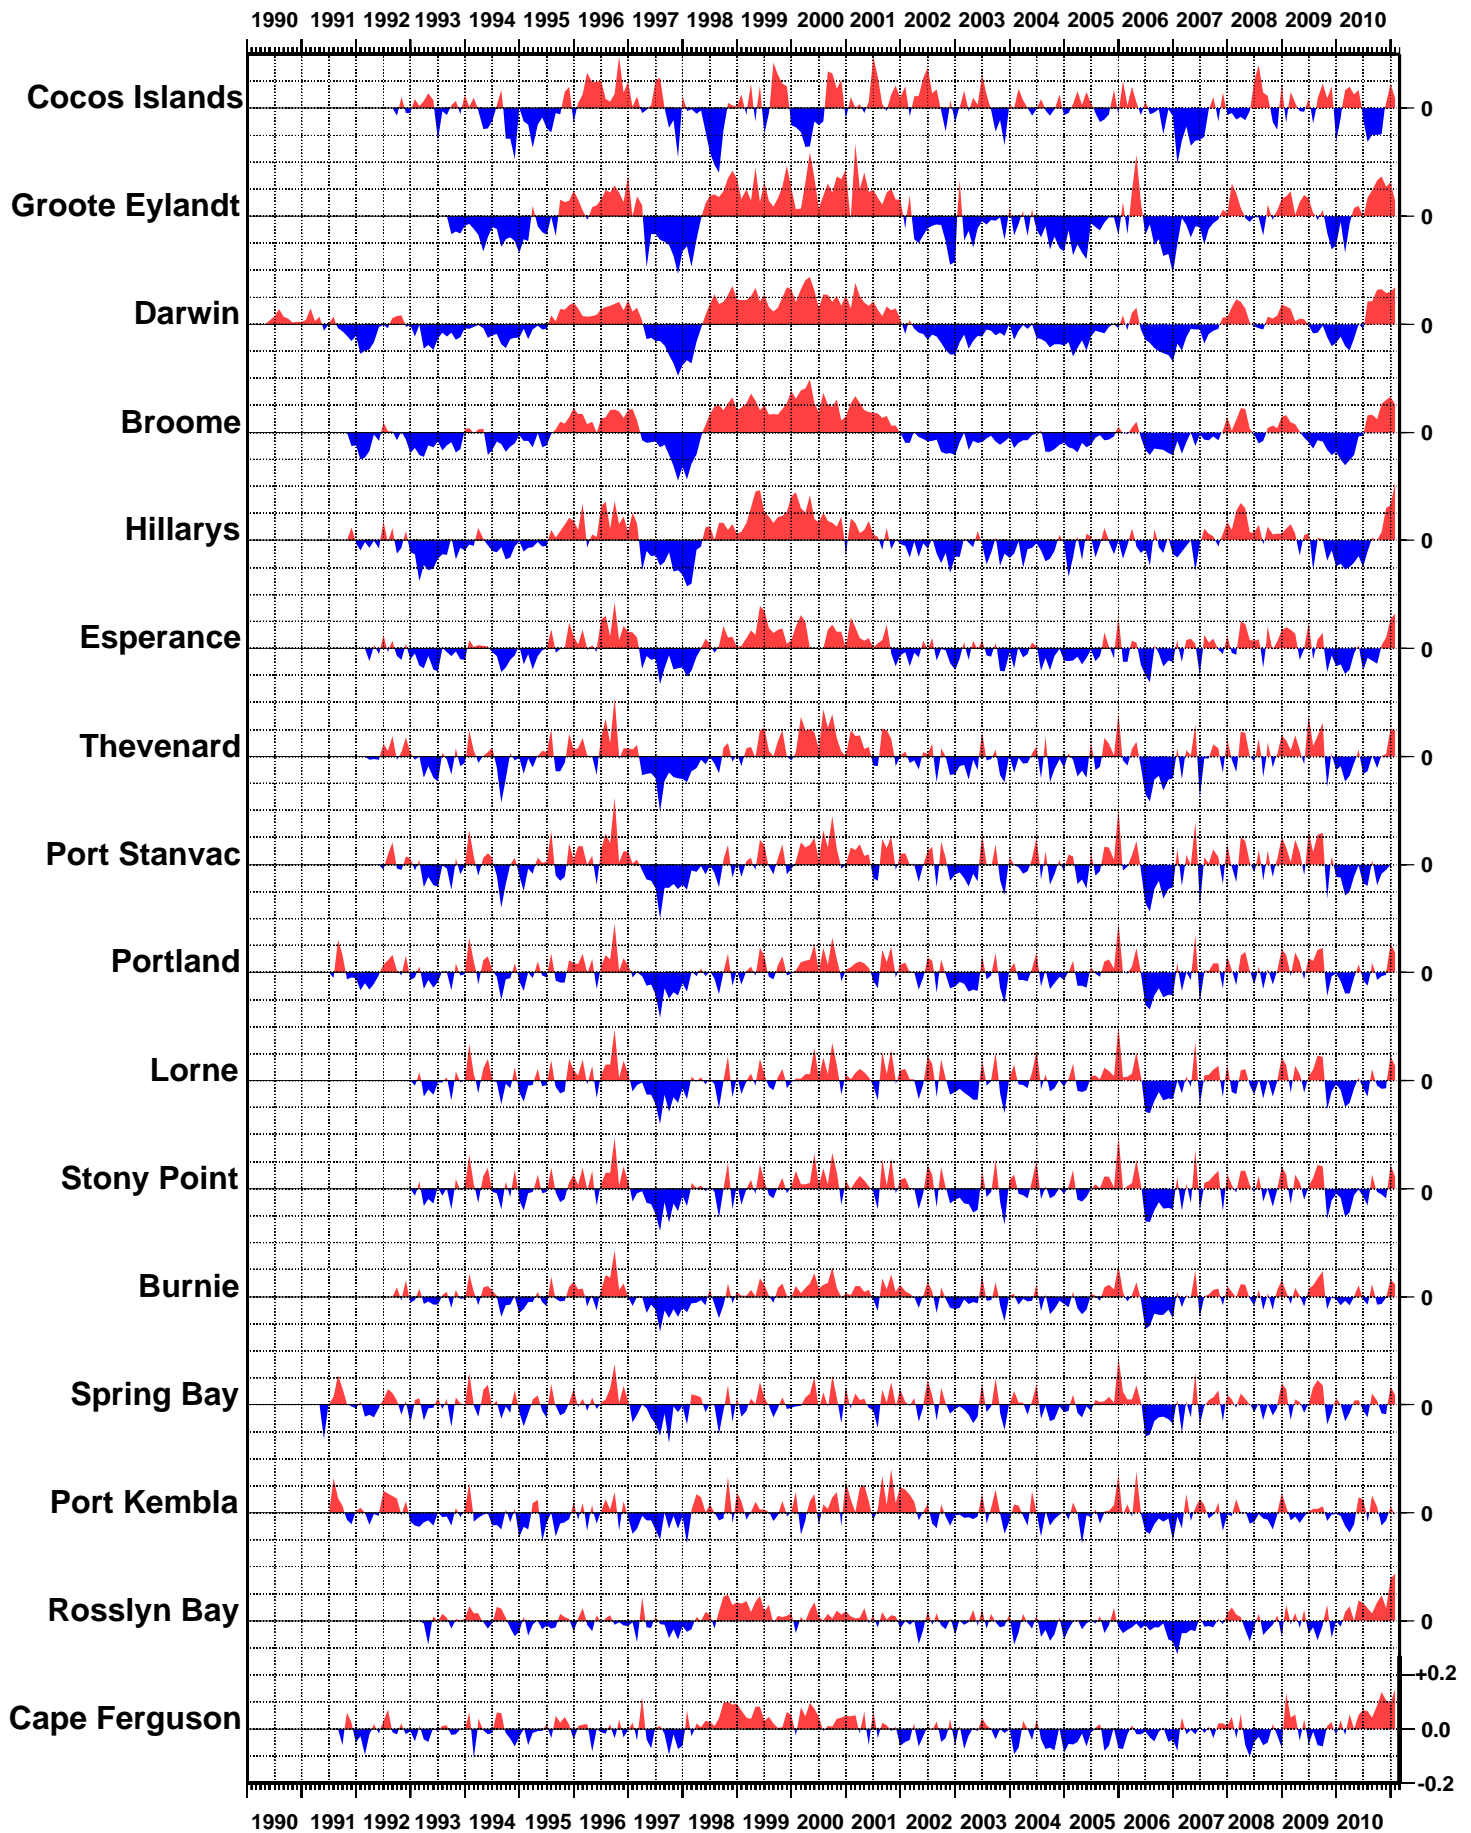 1990 1991 1992 1993 1994 1995 1996 1997 1998 1999 2000 2001 2002 2003 2004 2005 2006 2007 2008 2009 2010
Cocos Islands 0
Groote Eylandt 0
Darwin 0
Broome 0
Hillarys 0
Esperance 0
Thevenard 0
Port Stanvac 0
Portland 0
Lorne 0
Stony Point 0
Burnie 0
Spring Bay 0
Port Kembla 0
Rosslyn Bay 0
+0.2
Cape Ferguson 0.0
-0.2
1990 1991 1992 1993 1994 1995 1996 1997 1998 1999 2000 2001 2002 2003 2004 2005 2006 2007 2008 2009 2010